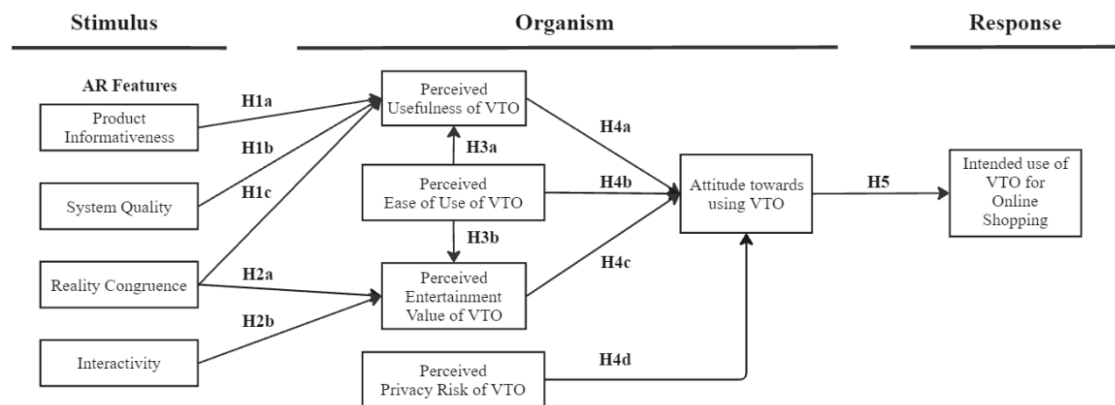 Stimulus
Organism
Response
AR Features
Product
Informativeness
System Quality
Reality Congruence
Interactivity
H1a
H1b
H1c
H2a
H2b
Perceived
Usefulness of VTO
H3a
Perceived
Ease of Use of VTO
H3b
Perceived
Entertainment
Value of VTO
Perceived
Privacy Risk of VTO
H4a
H4b
H4c
H4d
Attitude towards
using VTO
H5
Intended use of
VTO for
Online
Shopping